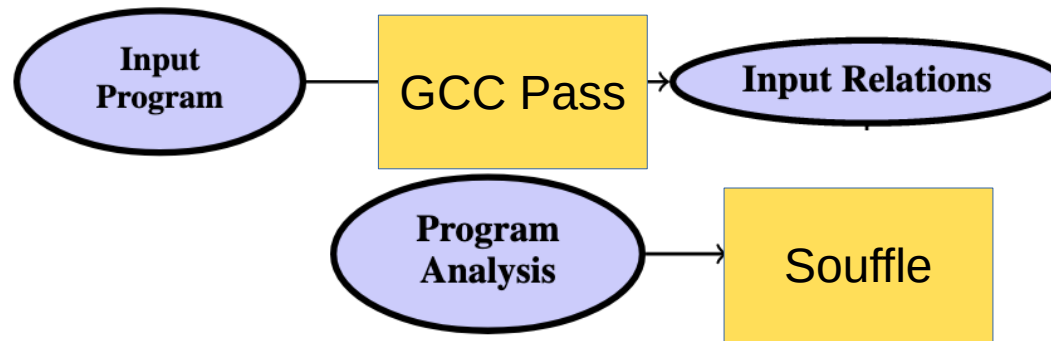 Input
Program
GCC Pass
Input Relations
Program
Analysis
Souffle